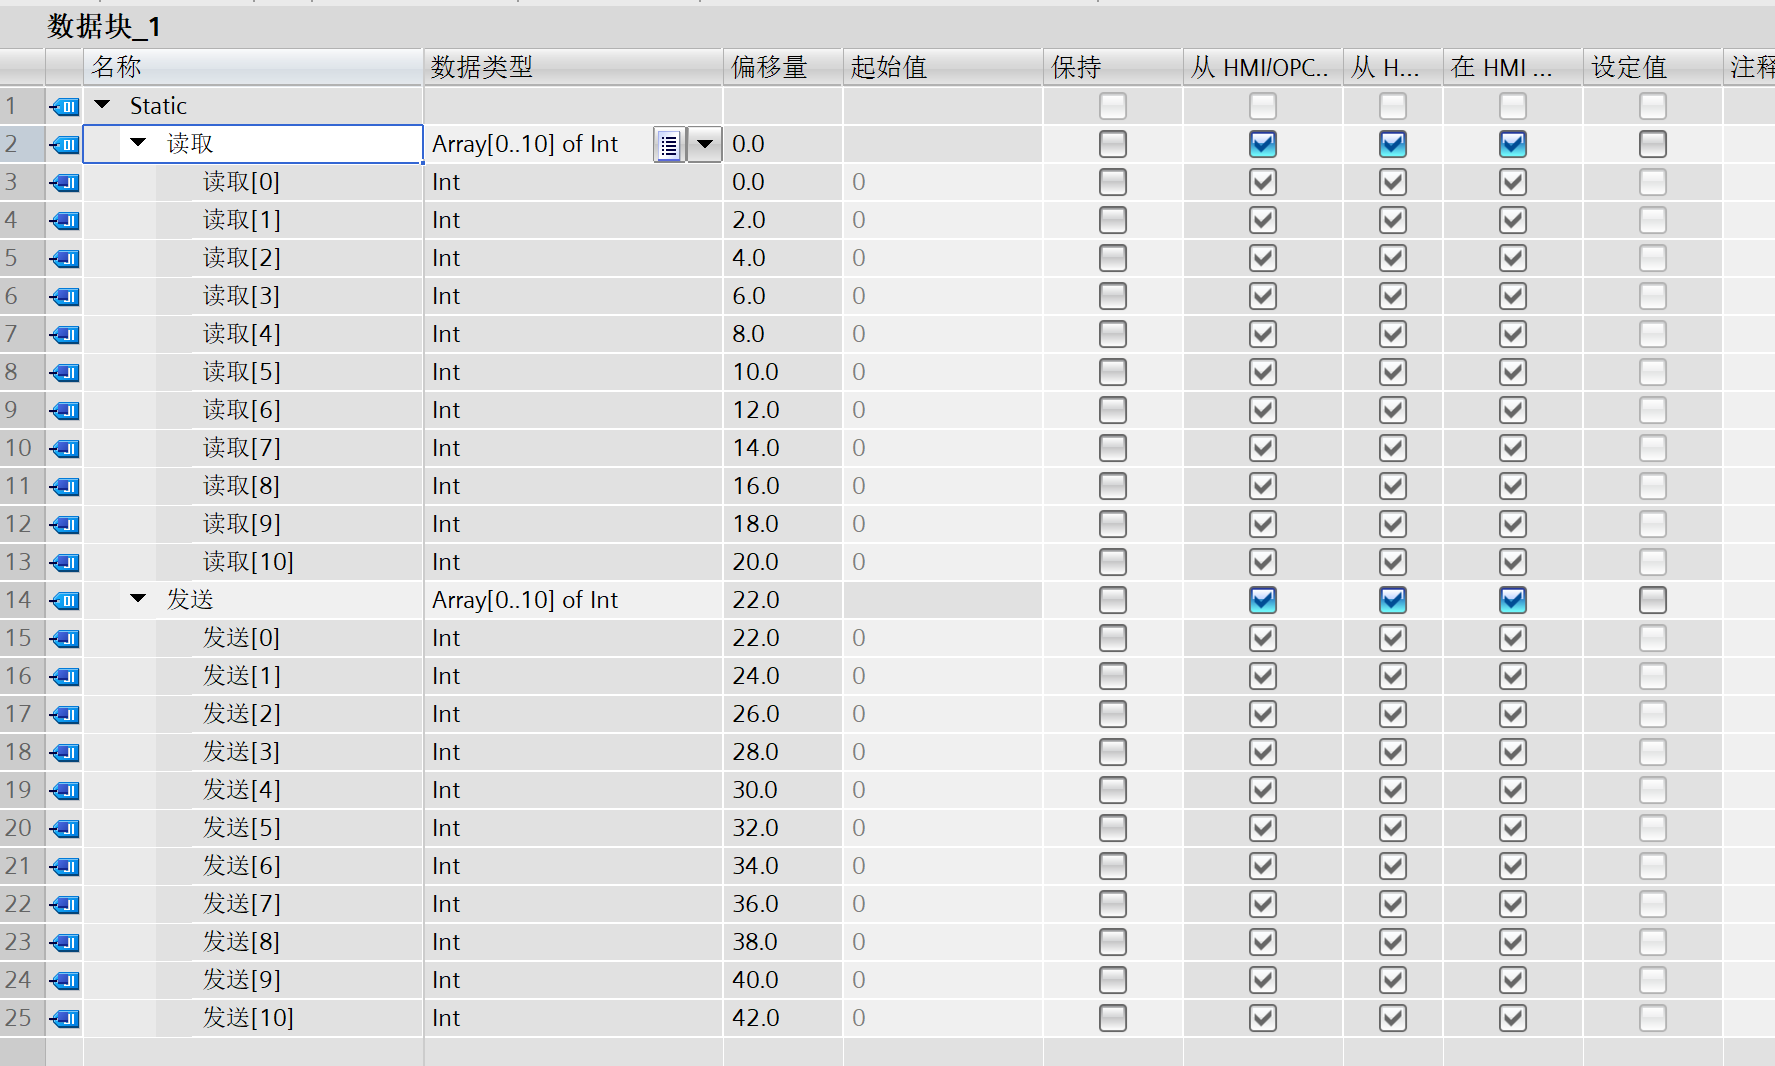 数据块_1
名称 数据类型 偏移量 起始值 保持 从 HMI/OPC.. 从 H... 在 HMI ... 设定值 注释
1 Static
2 读取 Array[0..10] of Int 0.0
3 读取[0] Int 0.0 0
4 读取[1] Int 2.0 0
5 读取[2] Int 4.0 0
6 读取[3] Int 6.0 0
7 读取[4] Int 8.0 0
8 读取[5] Int 10.0 0
9 读取[6] Int 12.0 0
10 读取[7] Int 14.0 0
11 读取[8] Int 16.0 0
12 读取[9] Int 18.0 0
13 读取[10] Int 20.0 0
14 发送 Array[0..10] of Int 22.0
15 发送[0] Int 22.0 0
16 发送[1] Int 24.0 0
17 发送[2] Int 26.0 0
18 发送[3] Int 28.0 0
19 发送[4] Int 30.0 0
20 发送[5] Int 32.0 0
21 发送[6] Int 34.0 0
22 发送[7] Int 36.0 0
23 发送[8] Int 38.0 0
24 发送[9] Int 40.0 0
25 发送[10] Int 42.0 0